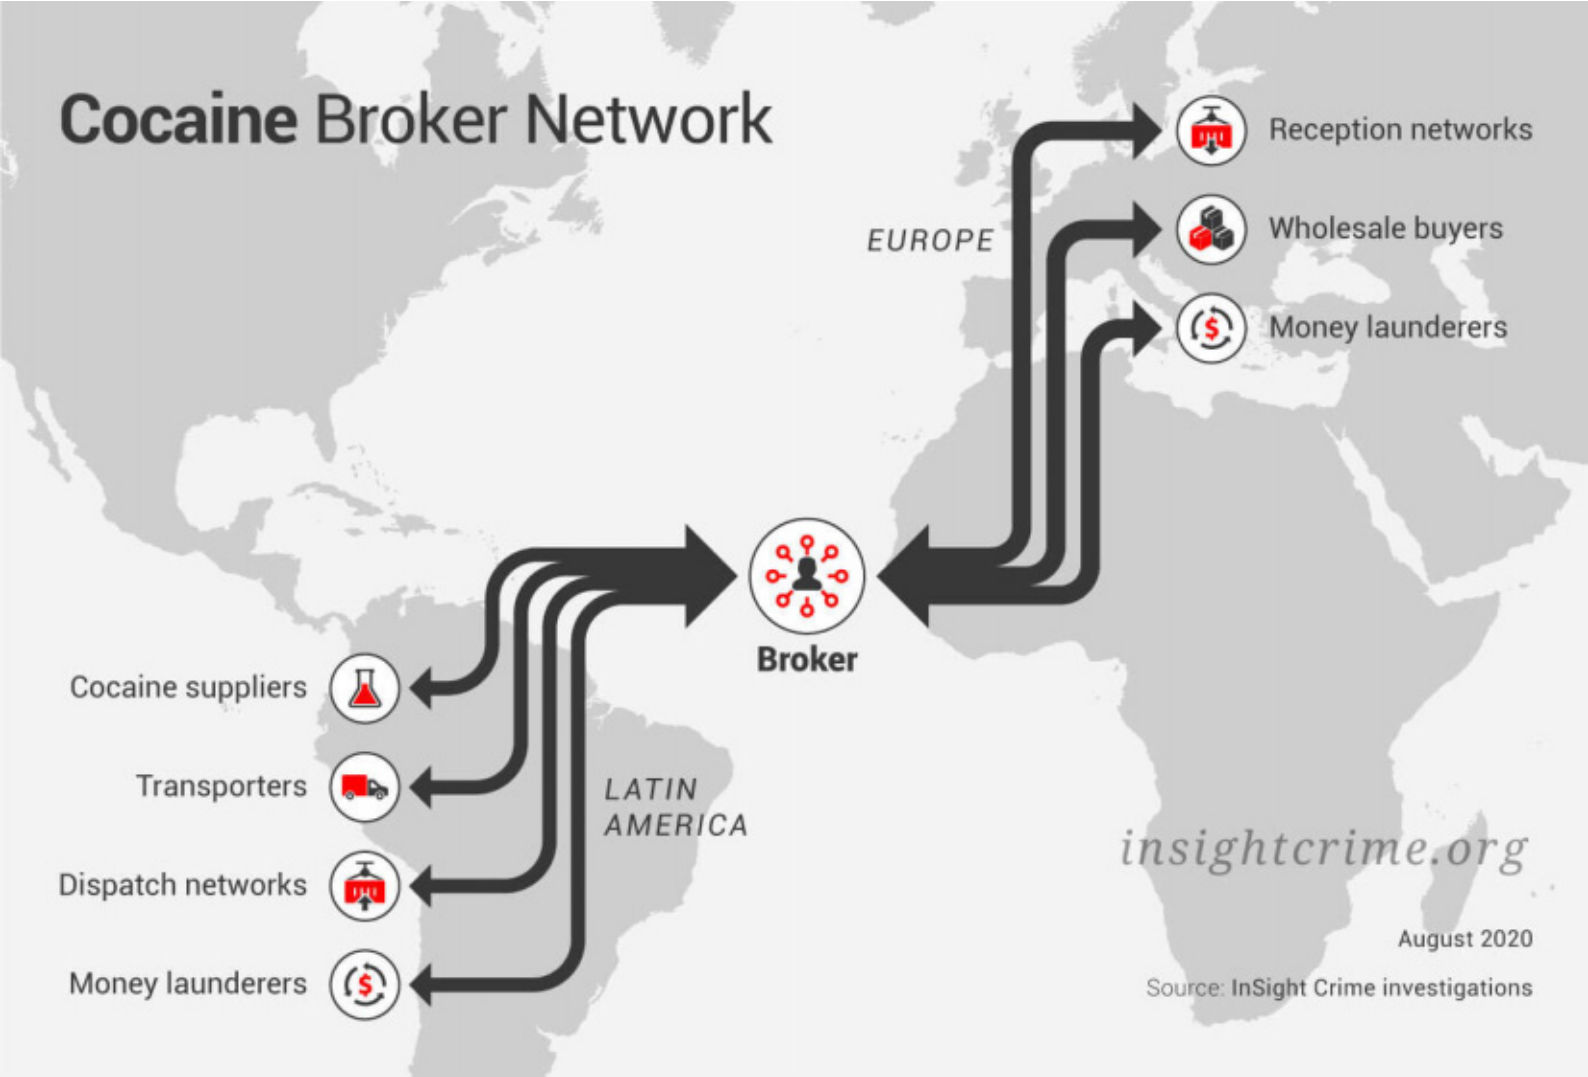 Cocaine Broker Network
EUROPE
Reception networks
Wholesale buyers
Money launderers
Broker
Cocaine suppliers
Transporters
Dispatch networks
Money launderers
LATIN
AMERICA
insightcrime.org
August 2020
Source: InSight Crime investigations